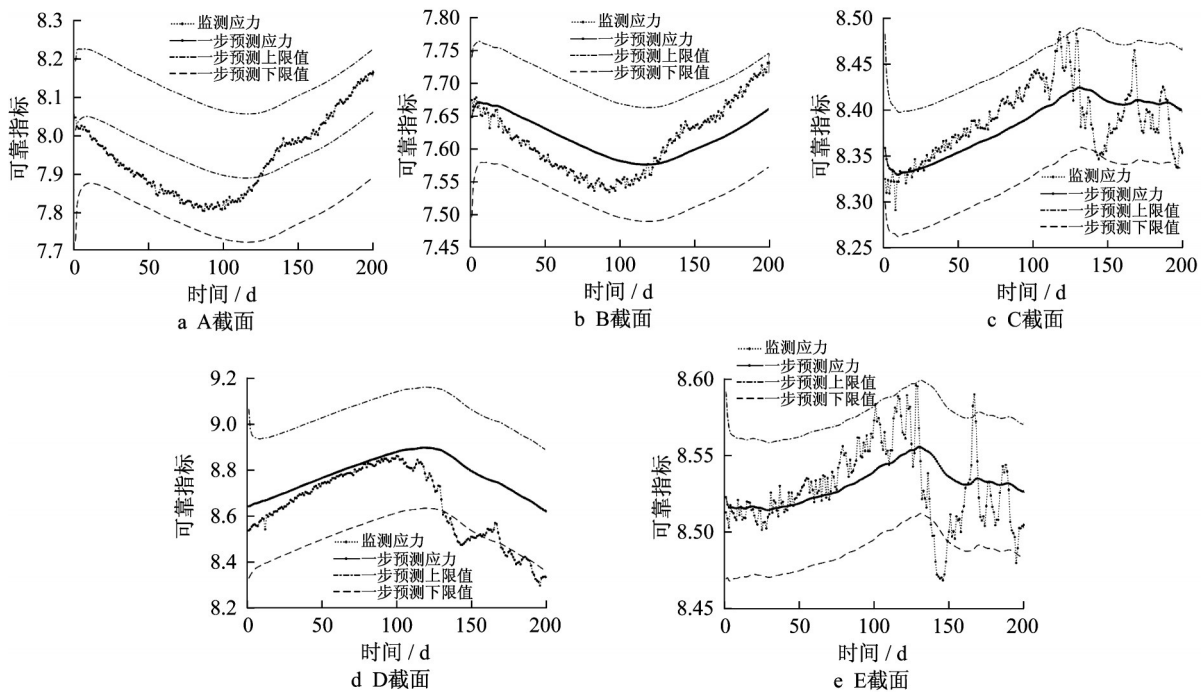 8.3
8.2
8.1
8.0
7.9
7.8
7.7
可靠指标
监测应力
一步预测应力
一步预测上限值
一步预测下限值
0 50 100 150 200
时间 / d
a A截面
7.80
7.75
7.70
7.65
7.60
7.55
7.50
7.45
可靠指标
监测应力
一步预测应力
一步预测上限值
一步预测下限值
0 50 100 150 200
时间 / d
b B截面
8.50
8.45
8.40
8.35
8.30
8.25
可靠指标
监测应力
一步预测应力
一步预测上限值
一步预测下限值
0 50 100 150 200
时间 / d
c C截面
9.2
9.0
8.8
8.6
8.4
8.2
可靠指标
监测应力
一步预测应力
一步预测上限值
一步预测下限值
0 50 100 150 200
时间 / d
d D截面
8.60
8.55
8.50
8.45
可靠指标
监测应力
一步预测应力
一步预测上限值
一步预测下限值
0 50 100 150 200
时间 / d
e E截面